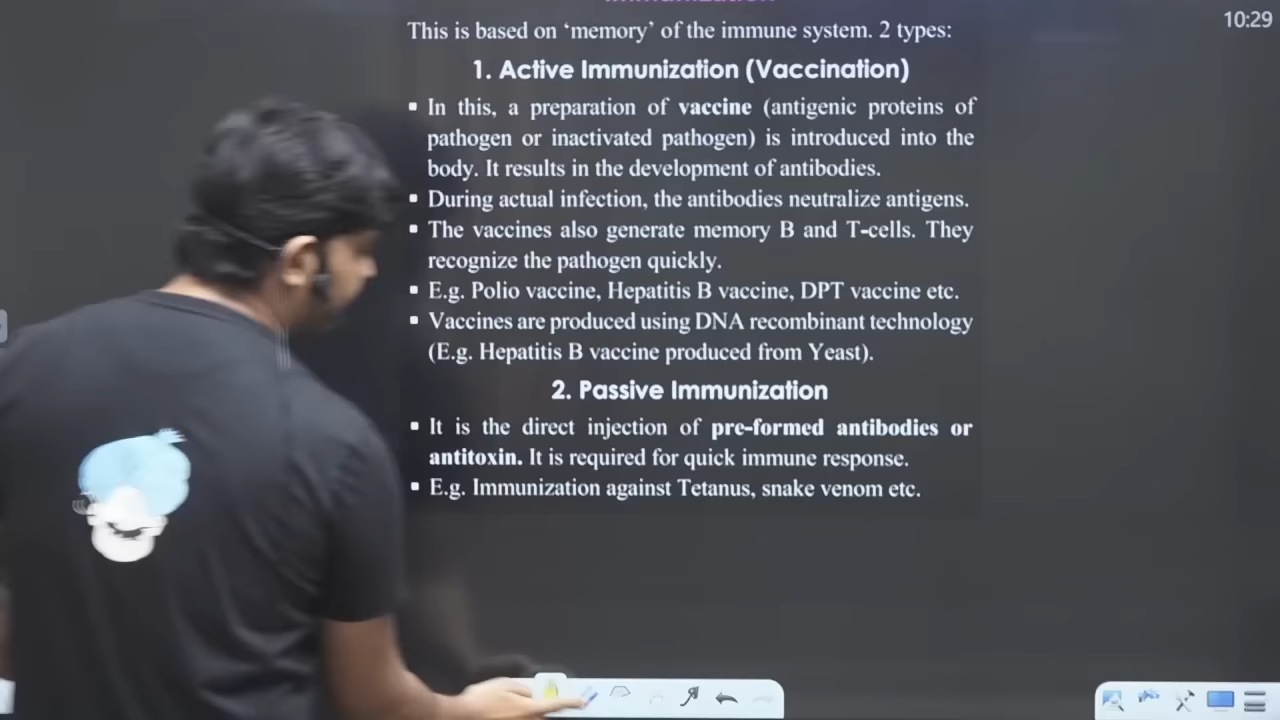 10:29
This is based on ‘memory’ of the immune system. 2 types:
1. Active Immunization (Vaccination)
▪ In this, a preparation of vaccine (antigenic proteins of
pathogen or inactivated pathogen) is introduced into the
body. It results in the development of antibodies.
▪ During actual infection, the antibodies neutralize antigens.
▪ The vaccines also generate memory B and T-cells. They
recognize the pathogen quickly.
▪ E.g. Polio vaccine, Hepatitis B vaccine, DPT vaccine etc.
▪ Vaccines are produced using DNA recombinant technology
(E.g. Hepatitis B vaccine produced from Yeast).
2. Passive Immunization
▪ It is the direct injection of pre-formed antibodies or
antitoxin. It is required for quick immune response.
▪ E.g. Immunization against Tetanus, snake venom etc.